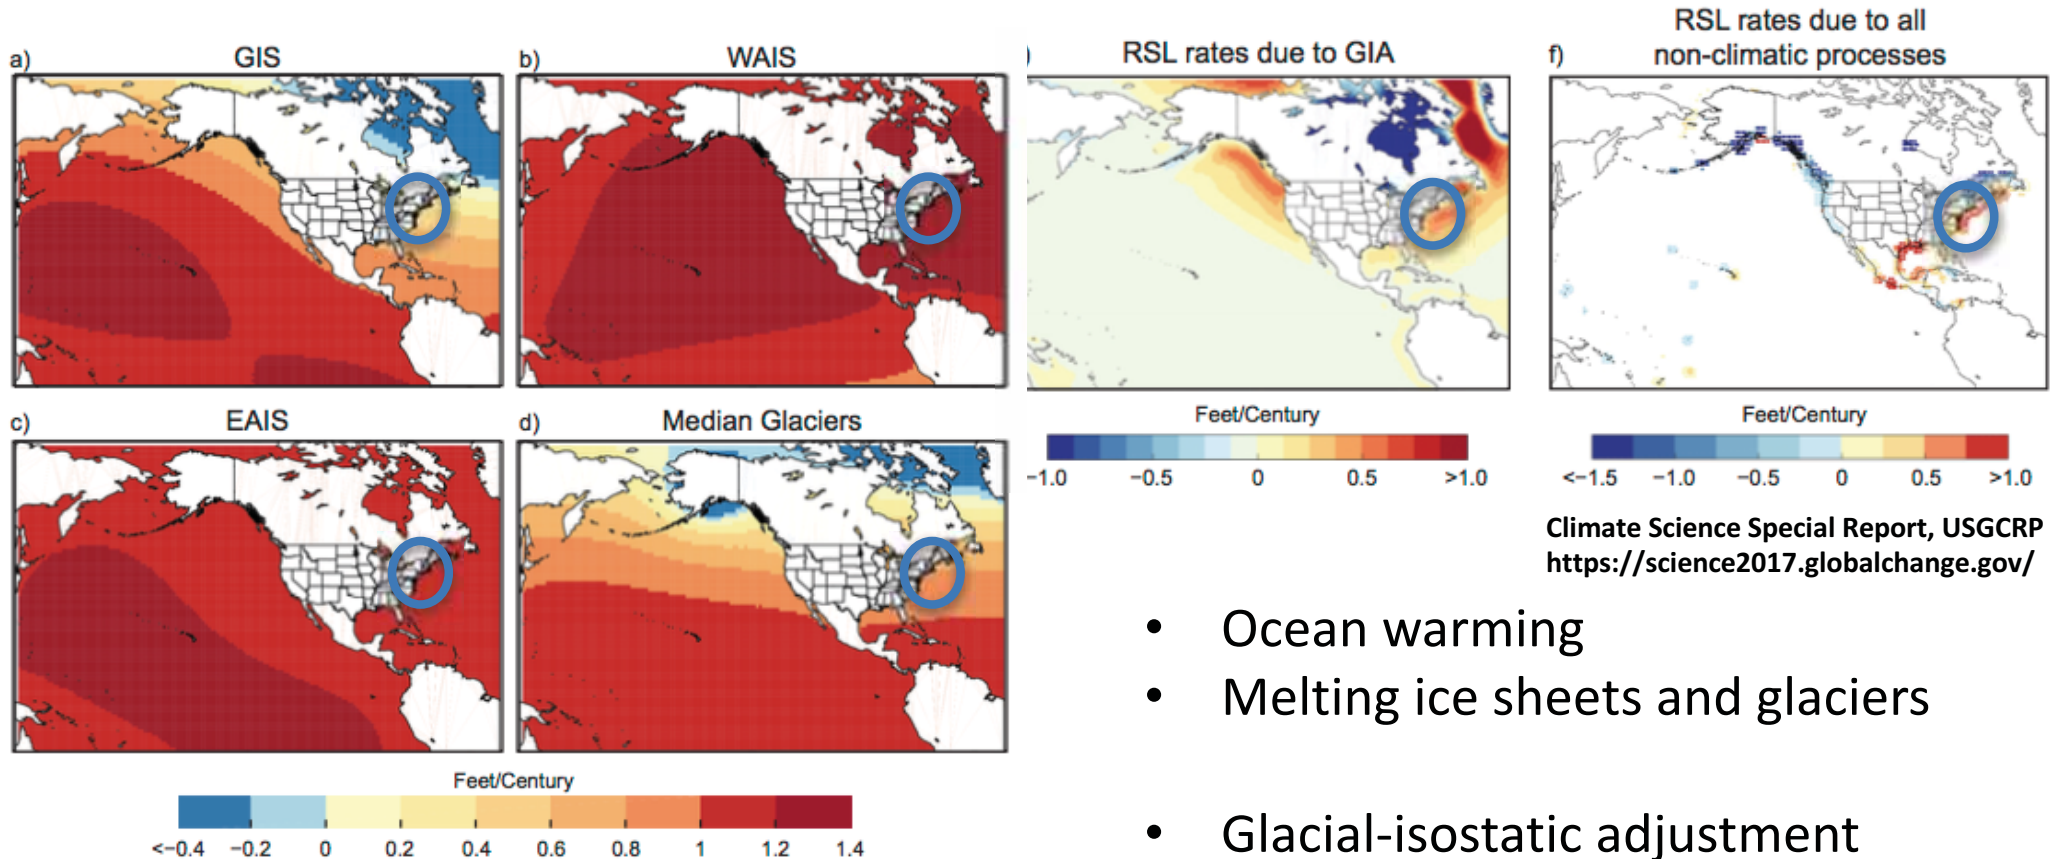 a)
GIS
b)
WAIS
)
RSL rates due to GIA
f)
RSL rates due to all
non-climatic processes
c)
EAIS
d)
Median Glaciers
Feet/Century
−1.0 −0.5 0 0.5 >1.0
Feet/Century
<−1.5 −1.0 −0.5 0 0.5 >1.0
Climate Science Special Report, USGCRP
https://science2017.globalchange.gov/
• Ocean warming
• Melting ice sheets and glaciers
• Glacial-isostatic adjustment
Feet/Century
<−0.4 −0.2 0 0.2 0.4 0.6 0.8 1 1.2 1.4